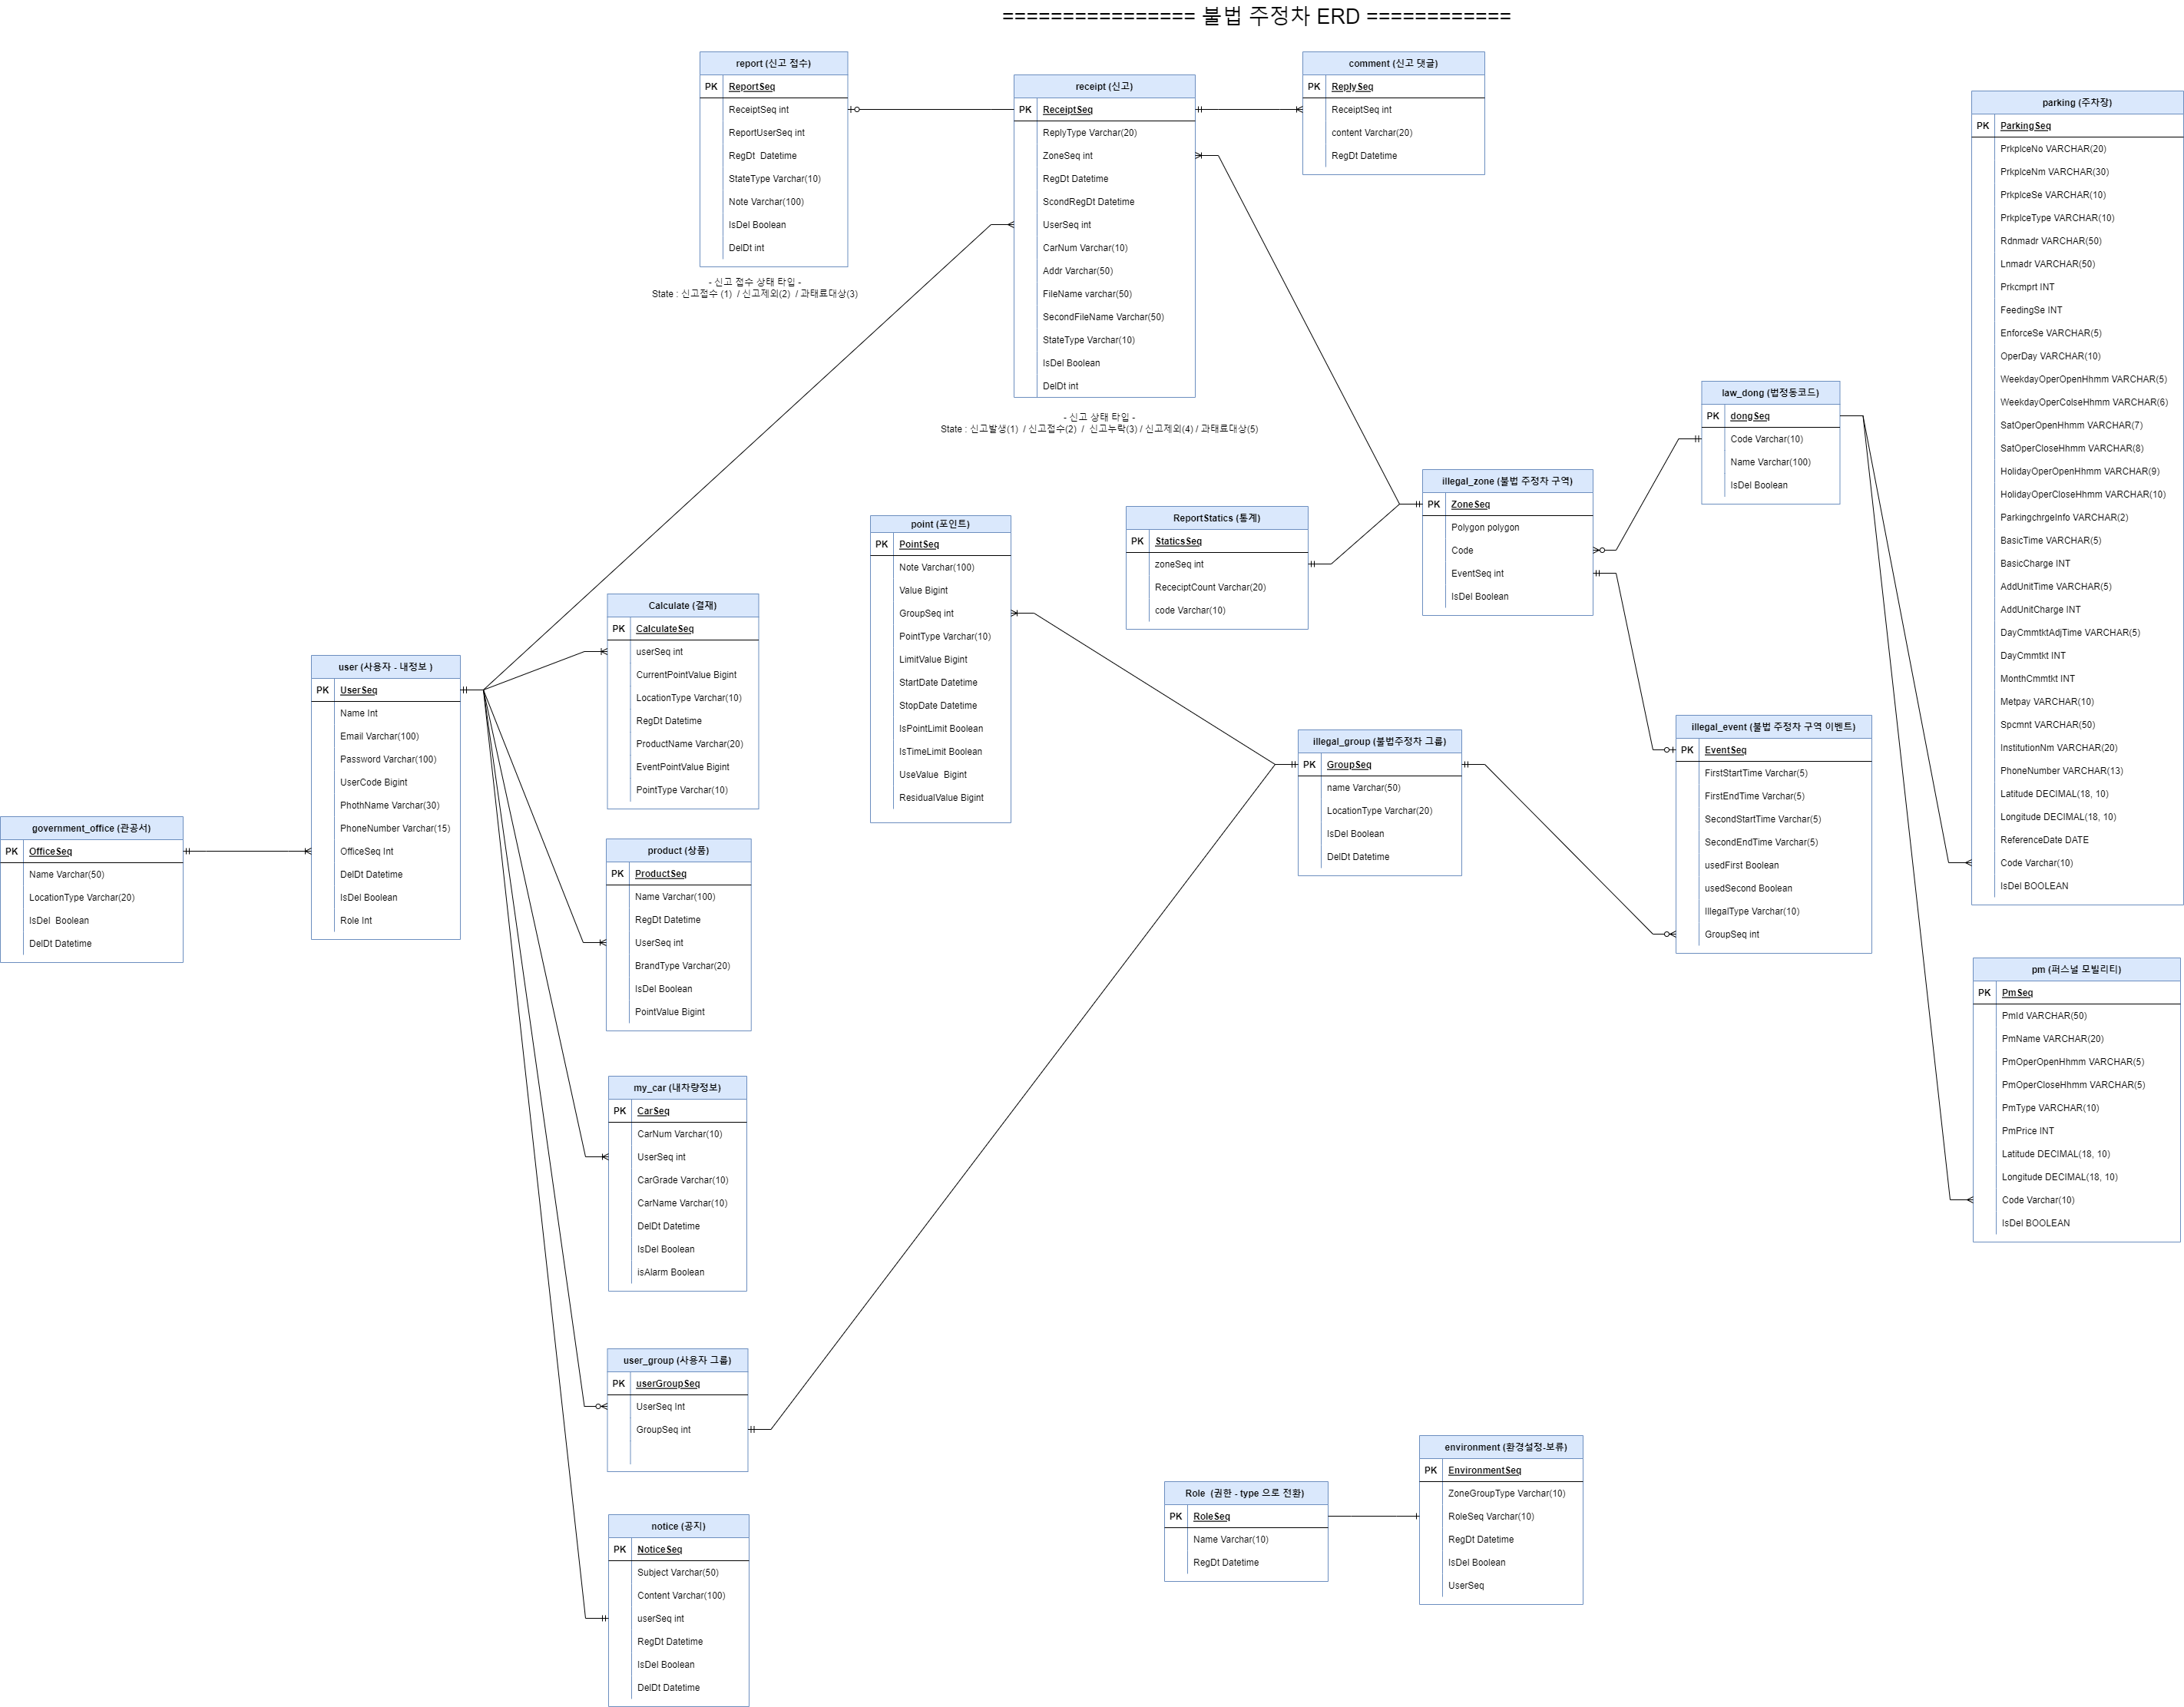 ================ 불법 주정차 ERD ============
report (신고 접수)
PK ReportSeq
ReceiptSeq int
ReportUserSeq int
RegDt  Datetime
StateType Varchar(10)
Note Varchar(100)
IsDel Boolean
DelDt int
- 신고 접수 상태 타입 -
State : 신고접수 (1)  / 신고제외(2)  / 과태료대상(3)
receipt (신고)
PK ReceiptSeq
ReplyType Varchar(20)
ZoneSeq int
RegDt Datetime
ScondRegDt Datetime
UserSeq int
CarNum Varchar(10)
Addr Varchar(50)
FileName varchar(50)
SecondFileName Varchar(50)
StateType Varchar(10)
IsDel Boolean
DelDt int
- 신고 상태 타입 -
State : 신고발생(1)  / 신고접수(2)  /  신고누락(3) / 신고제외(4) / 과태료대상(5)
comment (신고 댓글)
PK ReplySeq
ReceiptSeq int
content Varchar(20)
RegDt Datetime
parking (주차장)
PK ParkingSeq
PrkplceNo VARCHAR(20)
PrkplceNm VARCHAR(30)
PrkplceSe VARCHAR(10)
PrkplceType VARCHAR(10)
Rdnmadr VARCHAR(50)
Lnmadr VARCHAR(50)
Prkcmprt INT
FeedingSe INT
EnforceSe VARCHAR(5)
OperDay VARCHAR(10)
WeekdayOperOpenHhmm VARCHAR(5)
WeekdayOperColseHhmm VARCHAR(6)
SatOperOpenHhmm VARCHAR(7)
SatOperCloseHhmm VARCHAR(8)
HolidayOperOpenHhmm VARCHAR(9)
HolidayOperCloseHhmm VARCHAR(10)
ParkingchrgeInfo VARCHAR(2)
BasicTime VARCHAR(5)
BasicCharge INT
AddUnitTime VARCHAR(5)
AddUnitCharge INT
DayCmmtktAdjTime VARCHAR(5)
DayCmmtkt INT
MonthCmmtkt INT
Metpay VARCHAR(10)
Spcmnt VARCHAR(50)
InstitutionNm VARCHAR(20)
PhoneNumber VARCHAR(13)
Latitude DECIMAL(18, 10)
Longitude DECIMAL(18, 10)
ReferenceDate DATE
Code Varchar(10)
IsDel BOOLEAN
law_dong (법정동코드)
PK dongSeq
Code Varchar(10)
Name Varchar(100)
IsDel Boolean
illegal_zone (불법 주정차 구역)
PK ZoneSeq
Polygon polygon
Code
EventSeq int
IsDel Boolean
ReportStatics (통계)
PK StaticsSeq
zoneSeq int
RececiptCount Varchar(20)
code Varchar(10)
point (포인트)
PK PointSeq
Note Varchar(100)
Value Bigint
GroupSeq int
PointType Varchar(10)
LimitValue Bigint
StartDate Datetime
StopDate Datetime
IsPointLimit Boolean
IsTimeLimit Boolean
UseValue  Bigint
ResidualValue Bigint
Calculate (결재)
PK CalculateSeq
userSeq int
CurrentPointValue Bigint
LocationType Varchar(10)
RegDt Datetime
ProductName Varchar(20)
EventPointValue Bigint
PointType Varchar(10)
user (사용자 - 내정보 )
PK UserSeq
Name Int
Email Varchar(100)
Password Varchar(100)
UserCode Bigint
PhothName Varchar(30)
PhoneNumber Varchar(15)
OfficeSeq Int
DelDt Datetime
IsDel Boolean
Role Int
government_office (관공서)
PK OfficeSeq
Name Varchar(50)
LocationType Varchar(20)
IsDel  Boolean
DelDt Datetime
illegal_group (불법주정차 그룹)
PK GroupSeq
name Varchar(50)
LocationType Varchar(20)
IsDel Boolean
DelDt Datetime
illegal_event (불법 주정차 구역 이벤트)
PK EventSeq
FirstStartTime Varchar(5)
FirstEndTime Varchar(5)
SecondStartTime Varchar(5)
SecondEndTime Varchar(5)
usedFirst Boolean
usedSecond Boolean
IllegalType Varchar(10)
GroupSeq int
product (상품)
PK ProductSeq
Name Varchar(100)
RegDt Datetime
UserSeq int
BrandType Varchar(20)
IsDel Boolean
PointValue Bigint
pm (퍼스널 모빌리티)
PK PmSeq
PmId VARCHAR(50)
PmName VARCHAR(20)
PmOperOpenHhmm VARCHAR(5)
PmOperCloseHhmm VARCHAR(5)
PmType VARCHAR(10)
PmPrice INT
Latitude DECIMAL(18, 10)
Longitude DECIMAL(18, 10)
Code Varchar(10)
IsDel BOOLEAN
my_car (내차량정보)
PK CarSeq
CarNum Varchar(10)
UserSeq int
CarGrade Varchar(10)
CarName Varchar(10)
DelDt Datetime
IsDel Boolean
isAlarm Boolean
user_group (사용자 그룹)
PK userGroupSeq
UserSeq Int
GroupSeq int
environment (환경설정-보류)
PK EnvironmentSeq
ZoneGroupType Varchar(10)
RoleSeq Varchar(10)
RegDt Datetime
IsDel Boolean
UserSeq
Role  (권한 - type 으로 전환)
PK RoleSeq
Name Varchar(10)
RegDt Datetime
notice (공지)
PK NoticeSeq
Subject Varchar(50)
Content Varchar(100)
userSeq int
RegDt Datetime
IsDel Boolean
DelDt Datetime